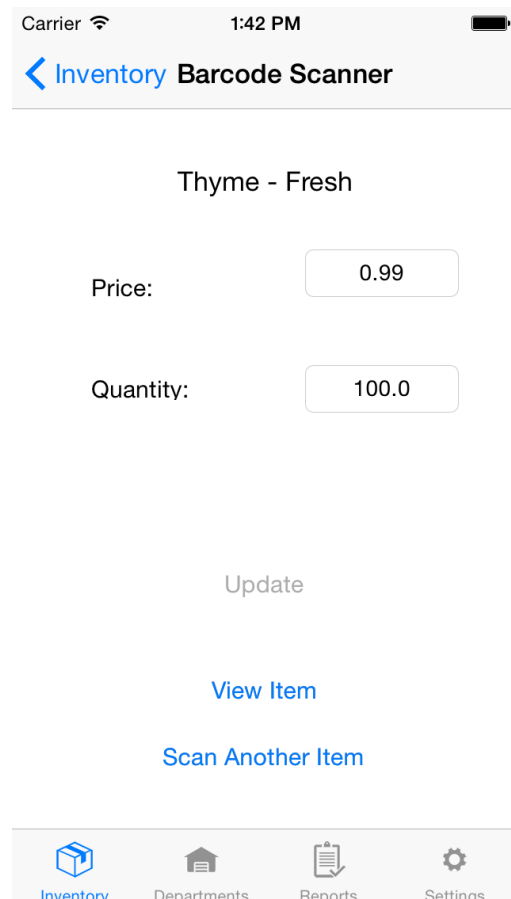 Carrier 1:42 PM
Inventory Barcode Scanner
Thyme - Fresh
Price: 0.99
Quantity: 100.0
Update
View Item
Scan Another Item
Inventory Departments Reports Settings